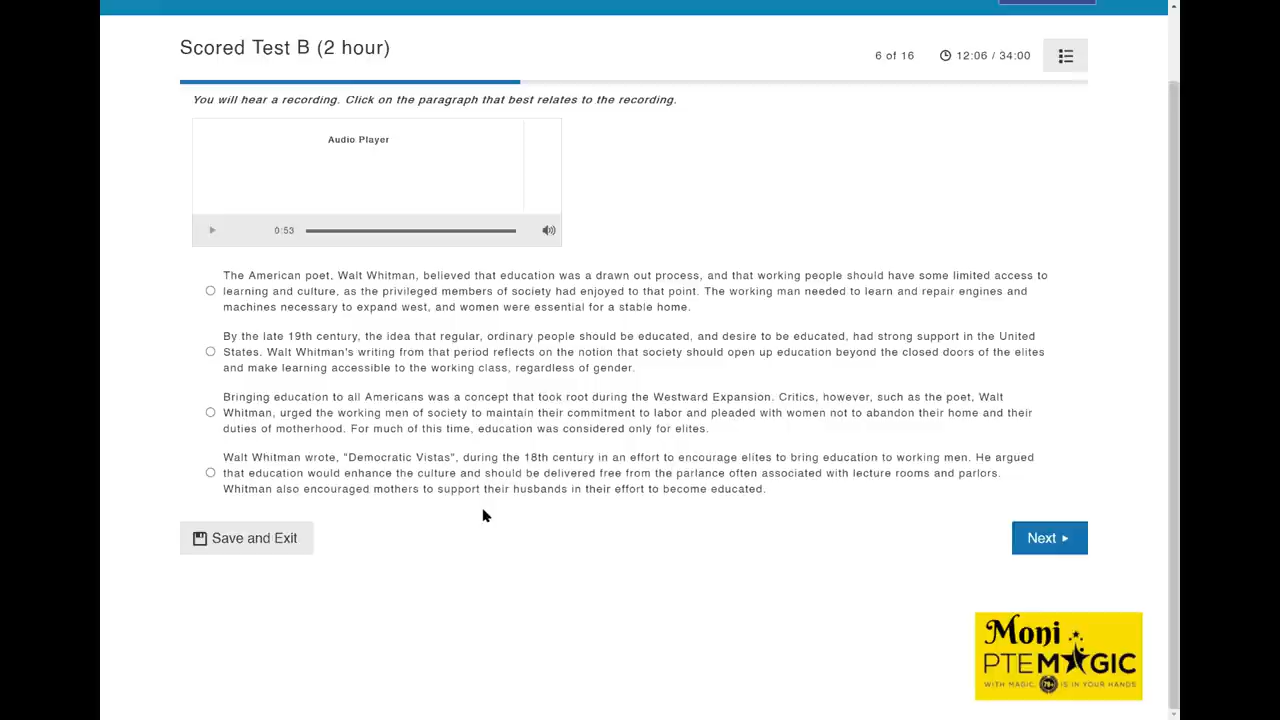 Scored Test B (2 hour)
6 of 16
12:06 / 34:00
You will hear a recording. Click on the paragraph that best relates to the recording.
Audio Player
0:53
The American poet, Walt Whitman, believed that education was a drawn out process, and that working people should have some limited access to
learning and culture, as the privileged members of society had enjoyed to that point. The working man needed to learn and repair engines and
machines necessary to expand west, and women were essential for a stable home.
By the late 19th century, the idea that regular, ordinary people should be educated, and desire to be educated, had strong support in the United
States. Walt Whitman's writing from that period reflects on the notion that society should open up education beyond the closed doors of the elites
and make learning accessible to the working class, regardless of gender.
Bringing education to all Americans was a concept that took root during the Westward Expansion. Critics, however, such as the poet, Walt
Whitman, urged the working men of society to maintain their commitment to labor and pleaded with women not to abandon their home and their
duties of motherhood. For much of this time, education was considered only for elites.
Walt Whitman wrote, "Democratic Vistas", during the 18th century in an effort to encourage elites to bring education to working men. He argued
that education would enhance the culture and should be delivered free from the parlance often associated with lecture rooms and parlors.
Whitman also encouraged mothers to support their husbands in their effort to become educated.
Save and Exit
Next
Moni
PTEMAGIC
WITH MAGIC, 79+ IS IN YOUR HANDS